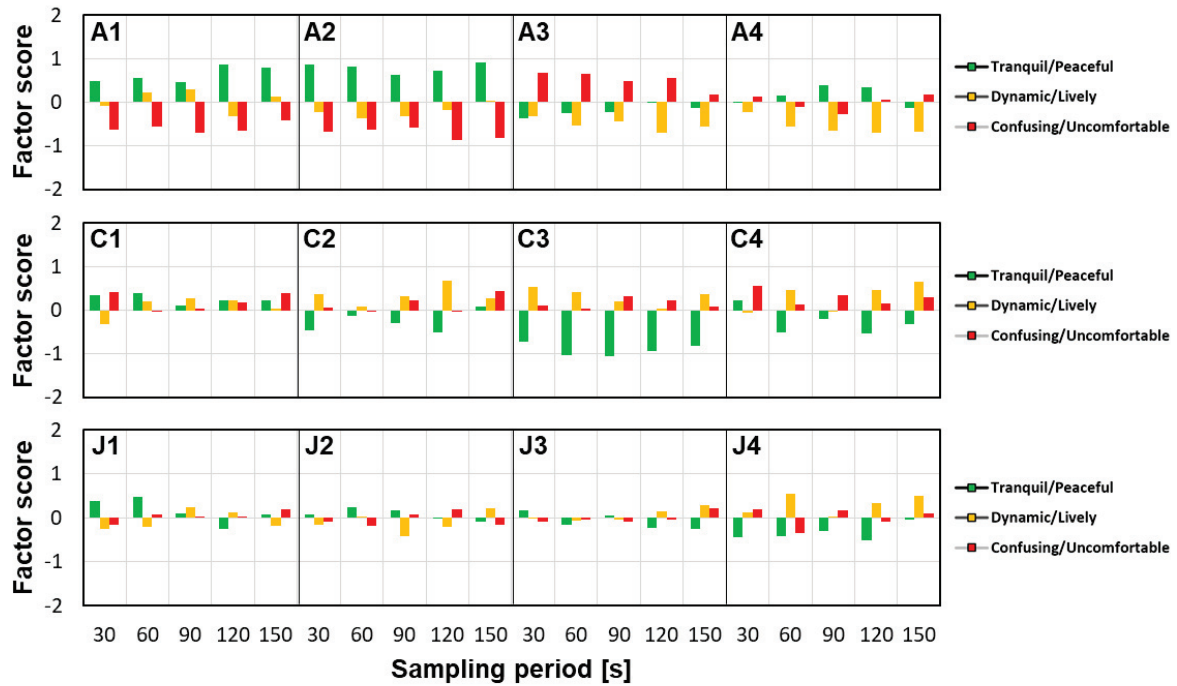 A1 A2 A3 A4
2
1
0
-1
-2
Factor score
Tranquil/Peaceful
Dynamic/Lively
Confusing/Uncomfortable
C1 C2 C3 C4
2
1
0
-1
-2
Factor score
Tranquil/Peaceful
Dynamic/Lively
Confusing/Uncomfortable
J1 J2 J3 J4
2
1
0
-1
-2
Factor score
Tranquil/Peaceful
Dynamic/Lively
Confusing/Uncomfortable
30 60 90 120 150 30 60 90 120 150 30 60 90 120 150 30 60 90 120 150
Sampling period [s]